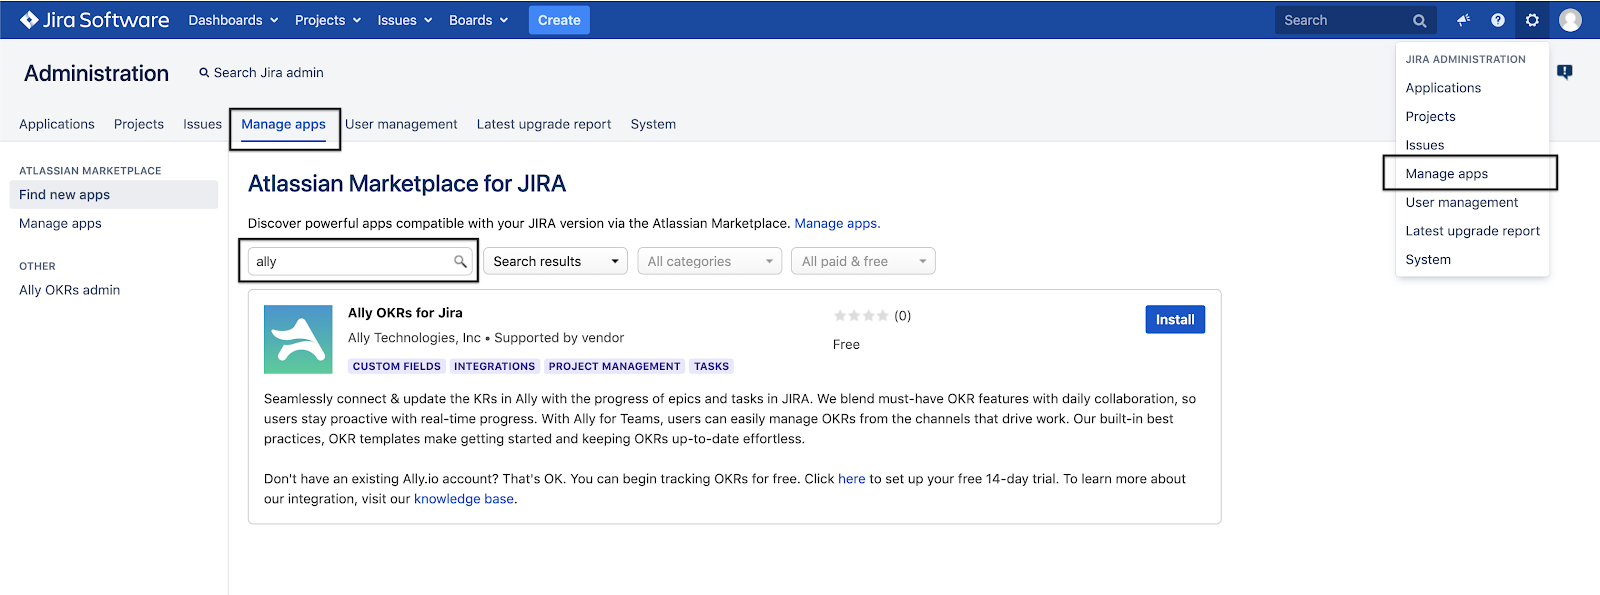 Jira Software Dashboards Projects Issues Boards Create Search
Administration Search Jira admin
Applications Projects Issues Manage apps User management Latest upgrade report System
JIRA ADMINISTRATION
Applications
Projects
Issues
Manage apps
User management
Latest upgrade report
System
ATLASSIAN MARKETPLACE
Find new apps
Manage apps
OTHER
Ally OKRs admin
Atlassian Marketplace for JIRA
Discover powerful apps compatible with your JIRA version via the Atlassian Marketplace. Manage apps.
ally Search results All categories All paid & free
Ally OKRs for Jira (0) Install
Ally Technologies, Inc • Supported by vendor Free
CUSTOM FIELDS INTEGRATIONS PROJECT MANAGEMENT TASKS
Seamlessly connect & update the KRs in Ally with the progress of epics and tasks in JIRA. We blend must-have OKR features with daily collaboration, so
users stay proactive with real-time progress. With Ally for Teams, users can easily manage OKRs from the channels that drive work. Our built-in best
practices, OKR templates make getting started and keeping OKRs up-to-date effortless.
Don't have an existing Ally.io account? That's OK. You can begin tracking OKRs for free. Click here to set up your free 14-day trial. To learn more about
our integration, visit our knowledge base.